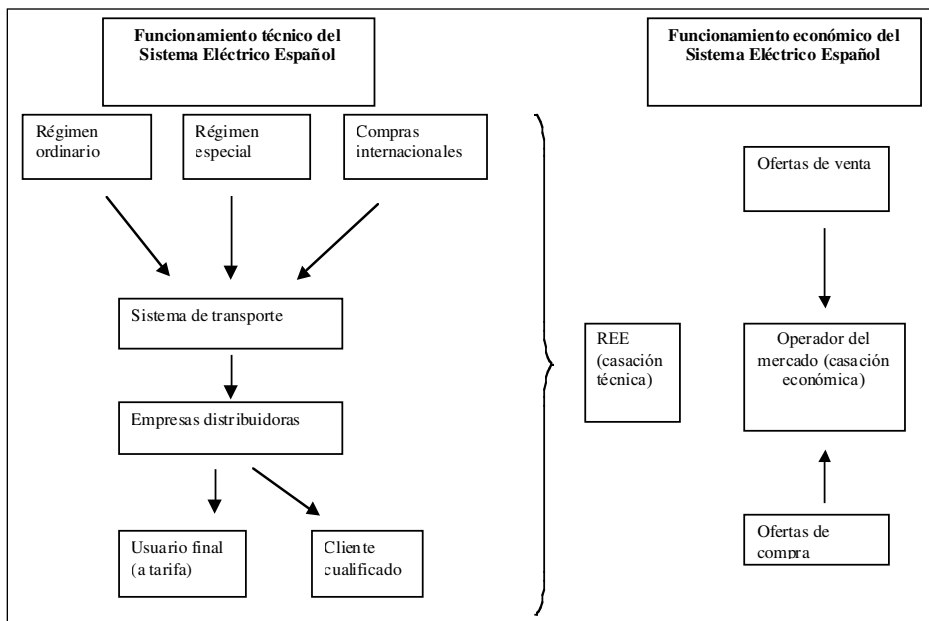 Funcionamiento técnico del
Sistema Eléctrico Español
Funcionamiento económico del
Sistema Eléctrico Español
Régimen
ordinario
Régimen
especial
Compras
internacionales
Ofertas de venta
Sistema de transporte
REE
(casación
técnica)
Operador del
mercado (casación
económica)
Empresas distribuidoras
Usuario final
(a tarifa)
Cliente
cualificado
Ofertas de
compra